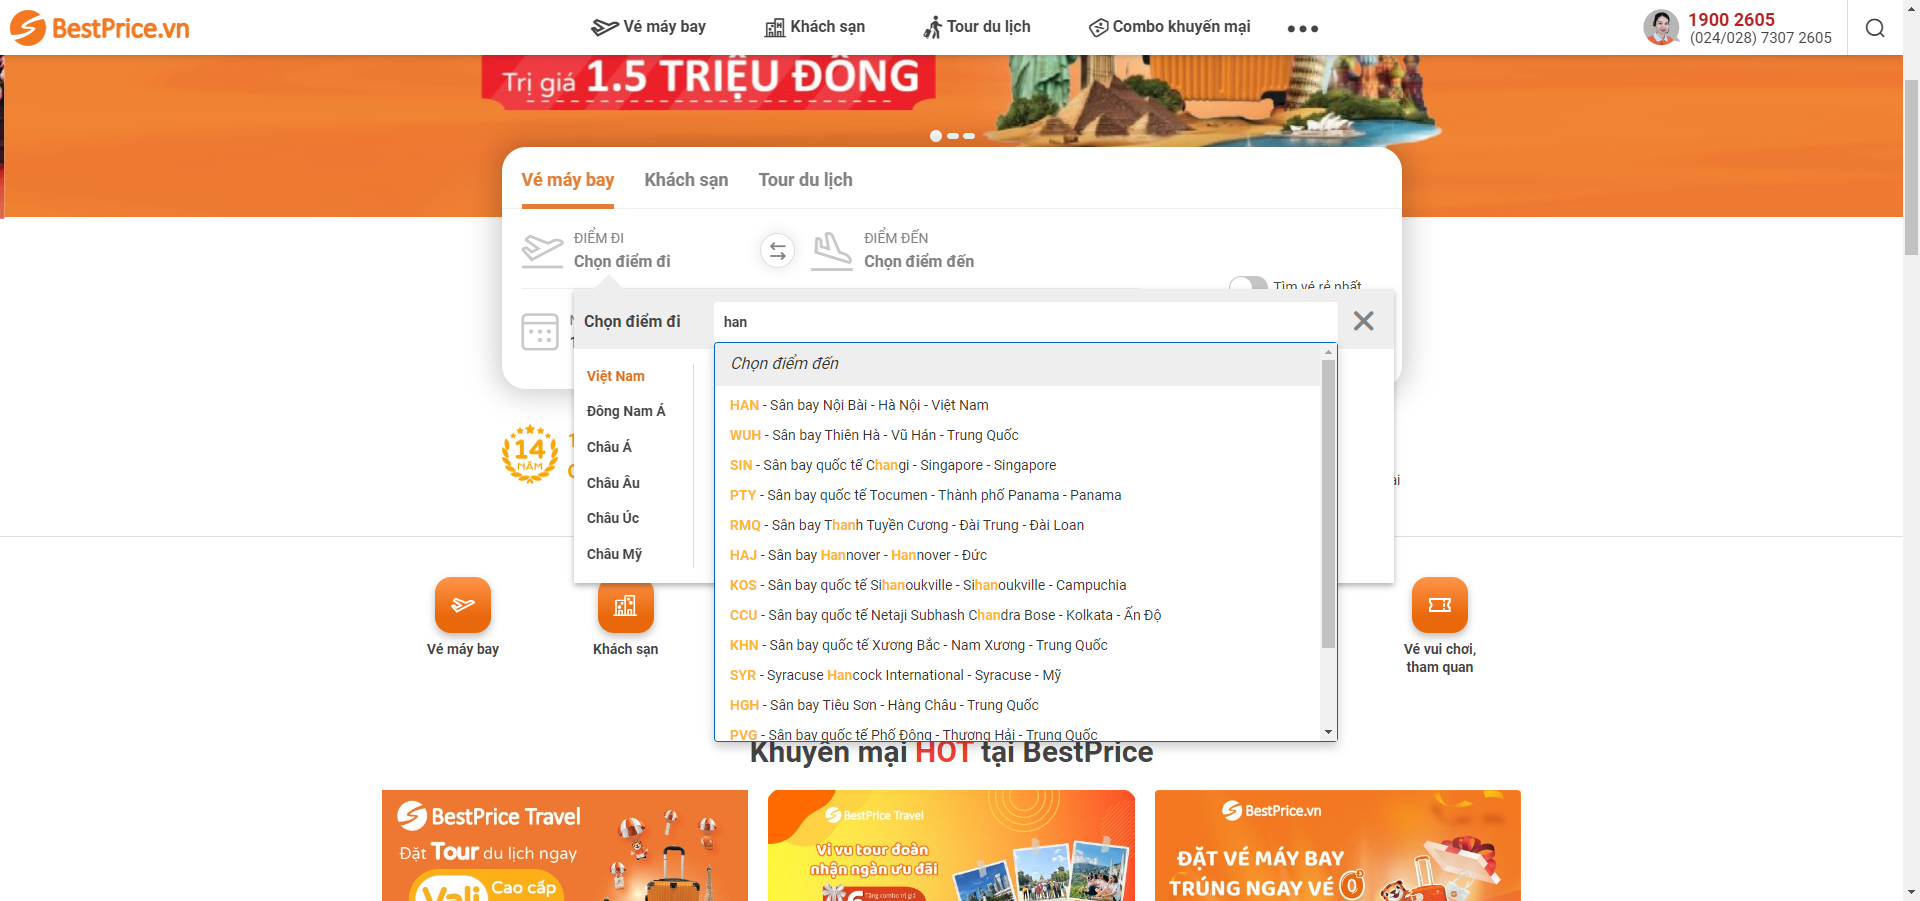 BestPrice.vn
Vé máy bay
Khách sạn
Tour du lịch
Combo khuyến mại
1900 2605
(024/028) 7307 2605
Trị giá 1.5 TRIỆU ĐỒNG
Vé máy bay
Khách sạn
Tour du lịch
ĐIỂM ĐI
Chọn điểm đi
ĐIỂM ĐẾN
Chọn điểm đến
Tìm vé rẻ nhất
Chọn điểm đi
han
Việt Nam
Đông Nam Á
Châu Á
Châu Âu
Châu Úc
Châu Mỹ
Chọn điểm đến
HAN - Sân bay Nội Bài - Hà Nội - Việt Nam
WUH - Sân bay Thiên Hà - Vũ Hán - Trung Quốc
SIN - Sân bay quốc tế Changi - Singapore - Singapore
PTY - Sân bay quốc tế Tocumen - Thành phố Panama - Panama
RMQ - Sân bay Thanh Tuyền Cương - Đài Trung - Đài Loan
HAJ - Sân bay Hannover - Hannover - Đức
KOS - Sân bay quốc tế Sihanoukville - Sihanoukville - Campuchia
CCU - Sân bay quốc tế Netaji Subhash Chandra Bose - Kolkata - Ấn Độ
KHN - Sân bay quốc tế Xương Bắc - Nam Xương - Trung Quốc
SYR - Syracuse Hancock International - Syracuse - Mỹ
HGH - Sân bay Tiêu Sơn - Hàng Châu - Trung Quốc
PVG - Sân bay quốc tế Phố Đông - Thượng Hải - Trung Quốc
14
NĂM
Vé máy bay
Khách sạn
Vé vui chơi,
tham quan
Khuyến mại HOT tại BestPrice
BestPrice Travel
Đặt Tour du lịch ngay
Vali Cao cấp
BestPrice Travel
Vi vu tour đoàn
nhận ngàn ưu đãi
Tặng combo trị giá
BestPrice.vn
ĐẶT VÉ MÁY BAY
TRÚNG NGAY VÉ 0